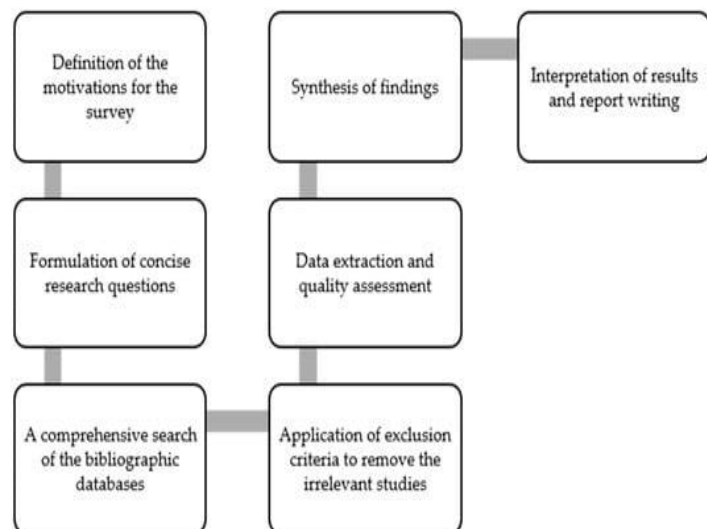 Definition of the
motivations for the
survey
Formulation of concise
research questions
A comprehensive search
of the bibliographic
databases
Application of exclusion
criteria to remove the
irrelevant studies
Data extraction and
quality assessment
Synthesis of findings
Interpretation of results
and report writing